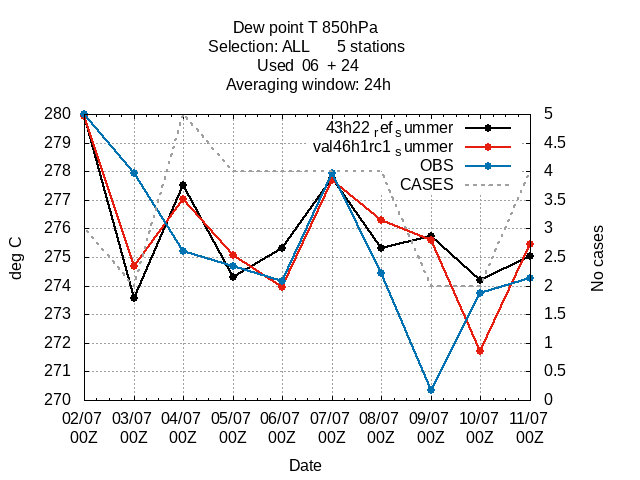 Dew point T 850hPa
Selection: ALL 5 stations
Used 06 + 24
Averaging window: 24h
43h22 refsummer
val46h1rc1 summer
OBS
CASES
280
279
278
277
276
275
274
273
272
271
270
deg C
5
4.5
4
3.5
3
2.5
2
1.5
1
0.5
0
No cases
02/07 03/07 04/07 05/07 06/07 07/07 08/07 09/07 10/07 11/07
00Z 00Z 00Z 00Z 00Z 00Z 00Z 00Z 00Z 00Z
Date